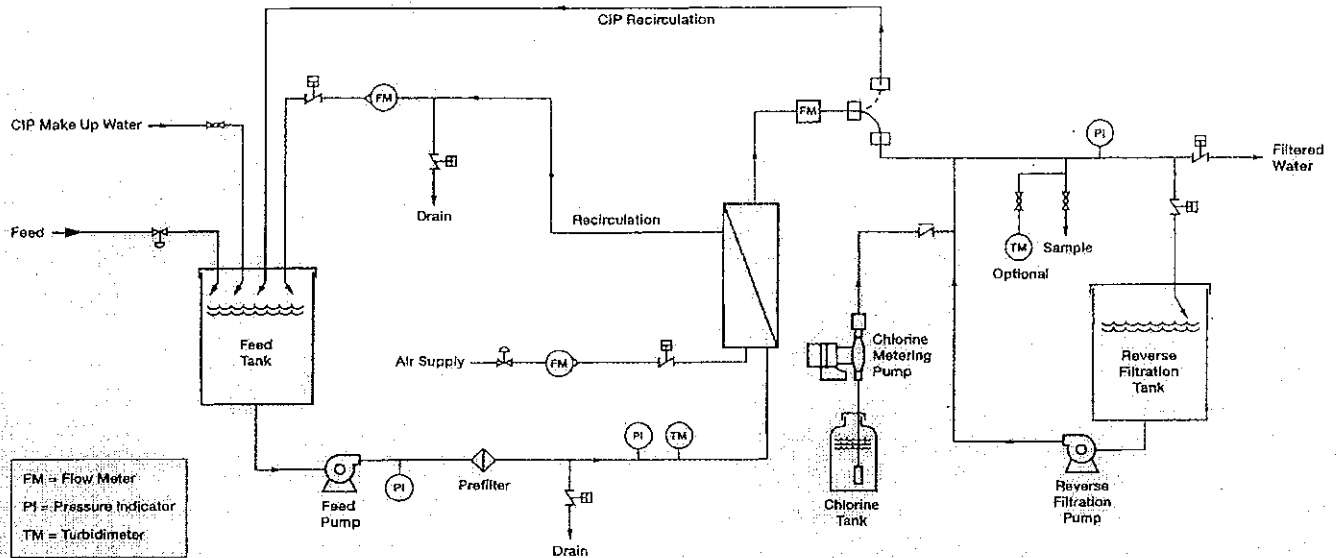 CIP Recirculation
FM
FM
CIP Make Up Water
PI
Filtered
Water
Drain
Feed
Recirculation
TM
Sample
Optional
Feed
Tank
Air Supply
FM
Chlorine
Metering
Pump
Reverse
Filtration
Tank
PI
TM
PI
Prefilter
Feed
Pump
Chlorine
Tank
Reverse
Filtration
Pump
Drain
FM = Flow Meter
PI = Pressure Indicator
TM = Turbidimeter